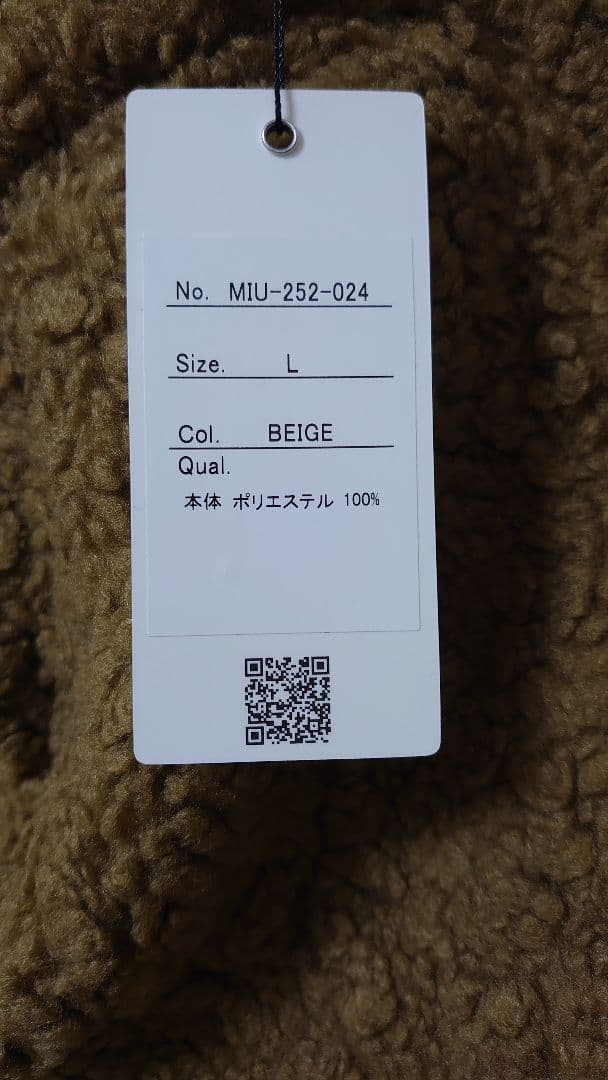 No. MIU-252-024
Size. L
Col. BEIGE
Qual.
本体 ポリエステル 100%